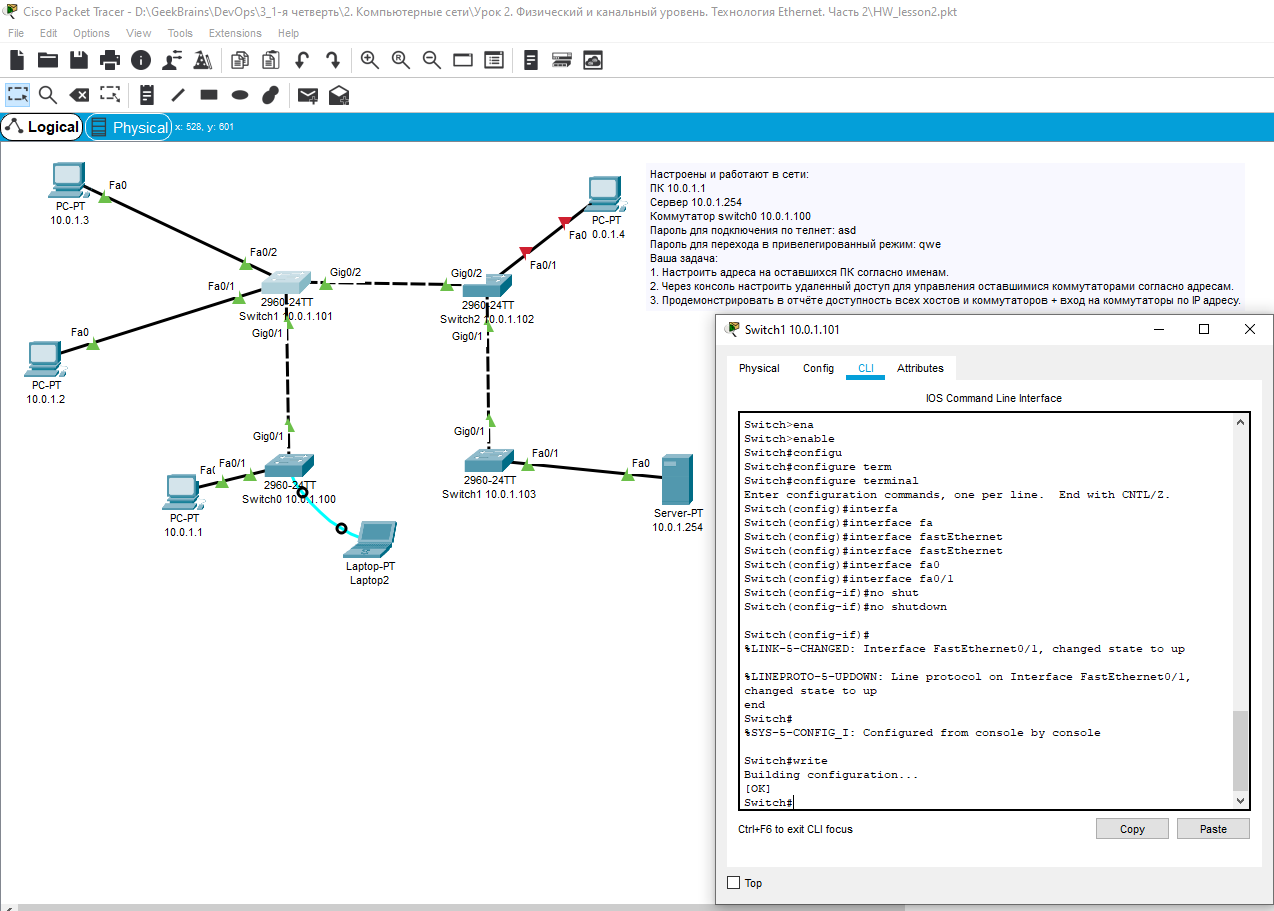 Cisco Packet Tracer - D:\GeekBrains\DevOps\3_1-я четверть\2. Компьютерные сети\Урок 2. Физический и канальный уровень. Технология Ethernet. Часть 2\HW_lesson2.pkt
File Edit Options View Tools Extensions Help
Logical Physical x: 528, y: 601
Fa0
PC-PT
10.0.1.3
Fa0/2
Fa0/1
Gig0/2
2960-24TT
Switch1 10.0.1.101
Gig0/1
Fa0
PC-PT
10.0.1.2
Gig0/2
2960-24TT
Switch2 10.0.1.102
Gig0/1
Fa0/1
PC-PT
Fa0 0.0.1.4
Gig0/1
Fa0 Fa0/1
2960-24TT
Switch0 10.0.1.100
PC-PT
10.0.1.1
Laptop-PT
Laptop2
Gig0/1
Fa0/1
2960-24TT
Switch1 10.0.1.103
Fa0
Server-PT
10.0.1.254
Настроены и работают в сети:
ПК 10.0.1.1
Сервер 10.0.1.254
Коммутатор switch0 10.0.1.100
Пароль для подключения по телнет: asd
Пароль для перехода в привелегированный режим: qwe
Ваша задача:
1. Настроить адреса на оставшихся ПК согласно именам.
2. Через консоль настроить удаленный доступ для управления оставшимися коммутаторами согласно адресам.
3. Продемонстрировать в отчёте доступность всех хостов и коммутаторов + вход на коммутаторы по IP адресу.
Switch1 10.0.1.101
Physical Config CLI Attributes
IOS Command Line Interface
Switch>ena
Switch>enable
Switch#configu
Switch#configure term
Switch#configure terminal
Enter configuration commands, one per line. End with CNTL/Z.
Switch(config)#interfa
Switch(config)#interface fa
Switch(config)#interface fastEthernet
Switch(config)#interface fastEthernet
Switch(config)#interface fa0
Switch(config)#interface fa0/1
Switch(config-if)#no shut
Switch(config-if)#no shutdown
Switch(config-if)#
%LINK-5-CHANGED: Interface FastEthernet0/1, changed state to up
%LINEPROTO-5-UPDOWN: Line protocol on Interface FastEthernet0/1,
changed state to up
end
Switch#
%SYS-5-CONFIG_I: Configured from console by console
Switch#write
Building configuration...
[OK]
Switch#
Ctrl+F6 to exit CLI focus
Copy Paste
Top